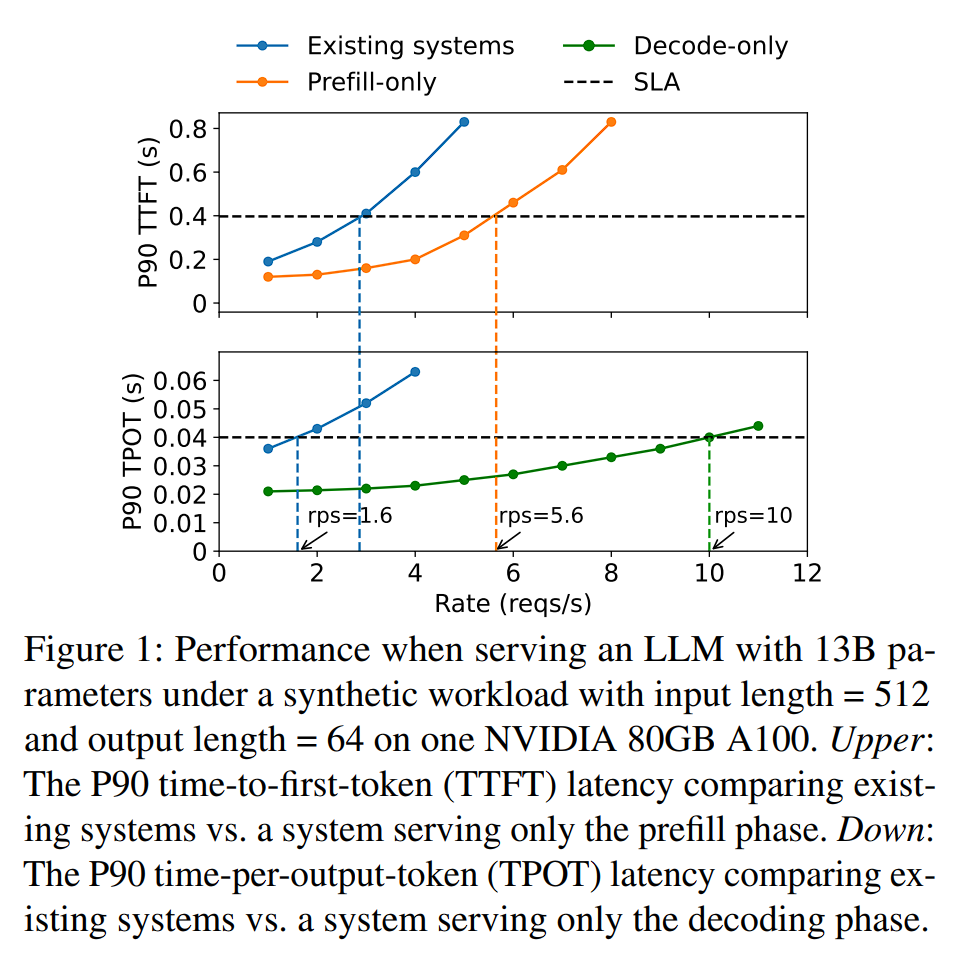 Existing systems
Decode-only
Prefill-only
SLA
P90 TTFT (s)
0.8
0.6
0.4
0.2
0
P90 TPOT (s)
0.06
0.05
0.04
0.03
0.02
0.01
0
rps=1.6
rps=5.6
rps=10
0 2 4 6 8 10 12
Rate (reqs/s)
Figure 1: Performance when serving an LLM with 13B pa-
rameters under a synthetic workload with input length = 512
and output length = 64 on one NVIDIA 80GB A100. Upper:
The P90 time-to-first-token (TTFT) latency comparing exist-
ing systems vs. a system serving only the prefill phase. Down:
The P90 time-per-output-token (TPOT) latency comparing ex-
isting systems vs. a system serving only the decoding phase.